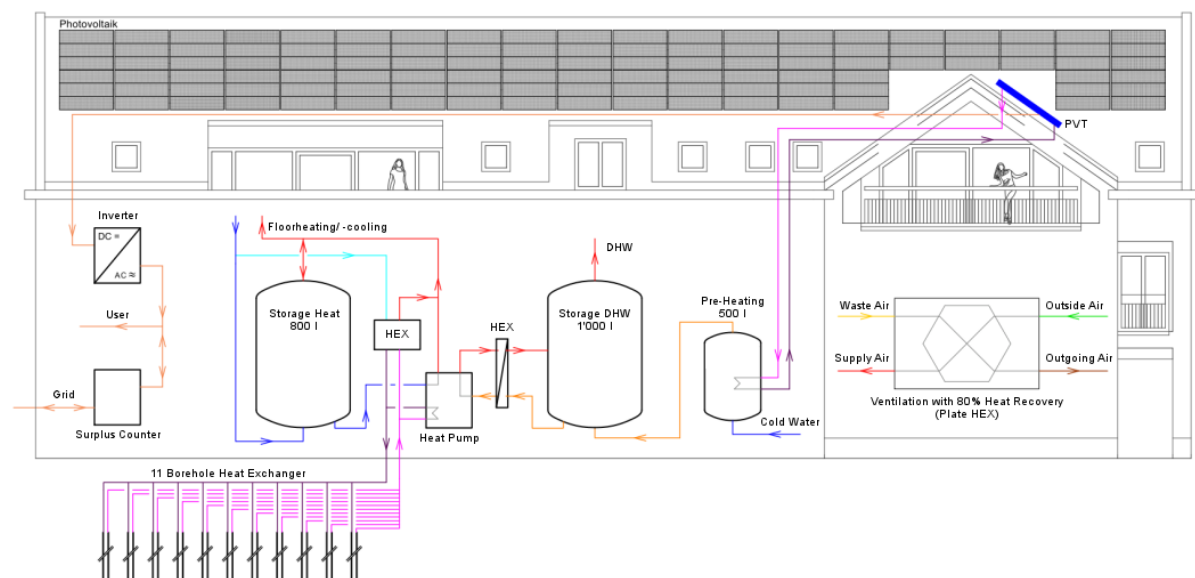 Photovoltaik
PVT
Inverter
DC =
AC ≈
User
Grid
Surplus Counter
Floorheating/ -cooling
Storage Heat
800 l
HEX
Heat Pump
HEX
DHW
Storage DHW
1'000 l
Pre-Heating
500 l
Cold Water
Waste Air
Outside Air
Supply Air
Outgoing Air
Ventilation with 80% Heat Recovery
(Plate HEX)
11 Borehole Heat Exchanger